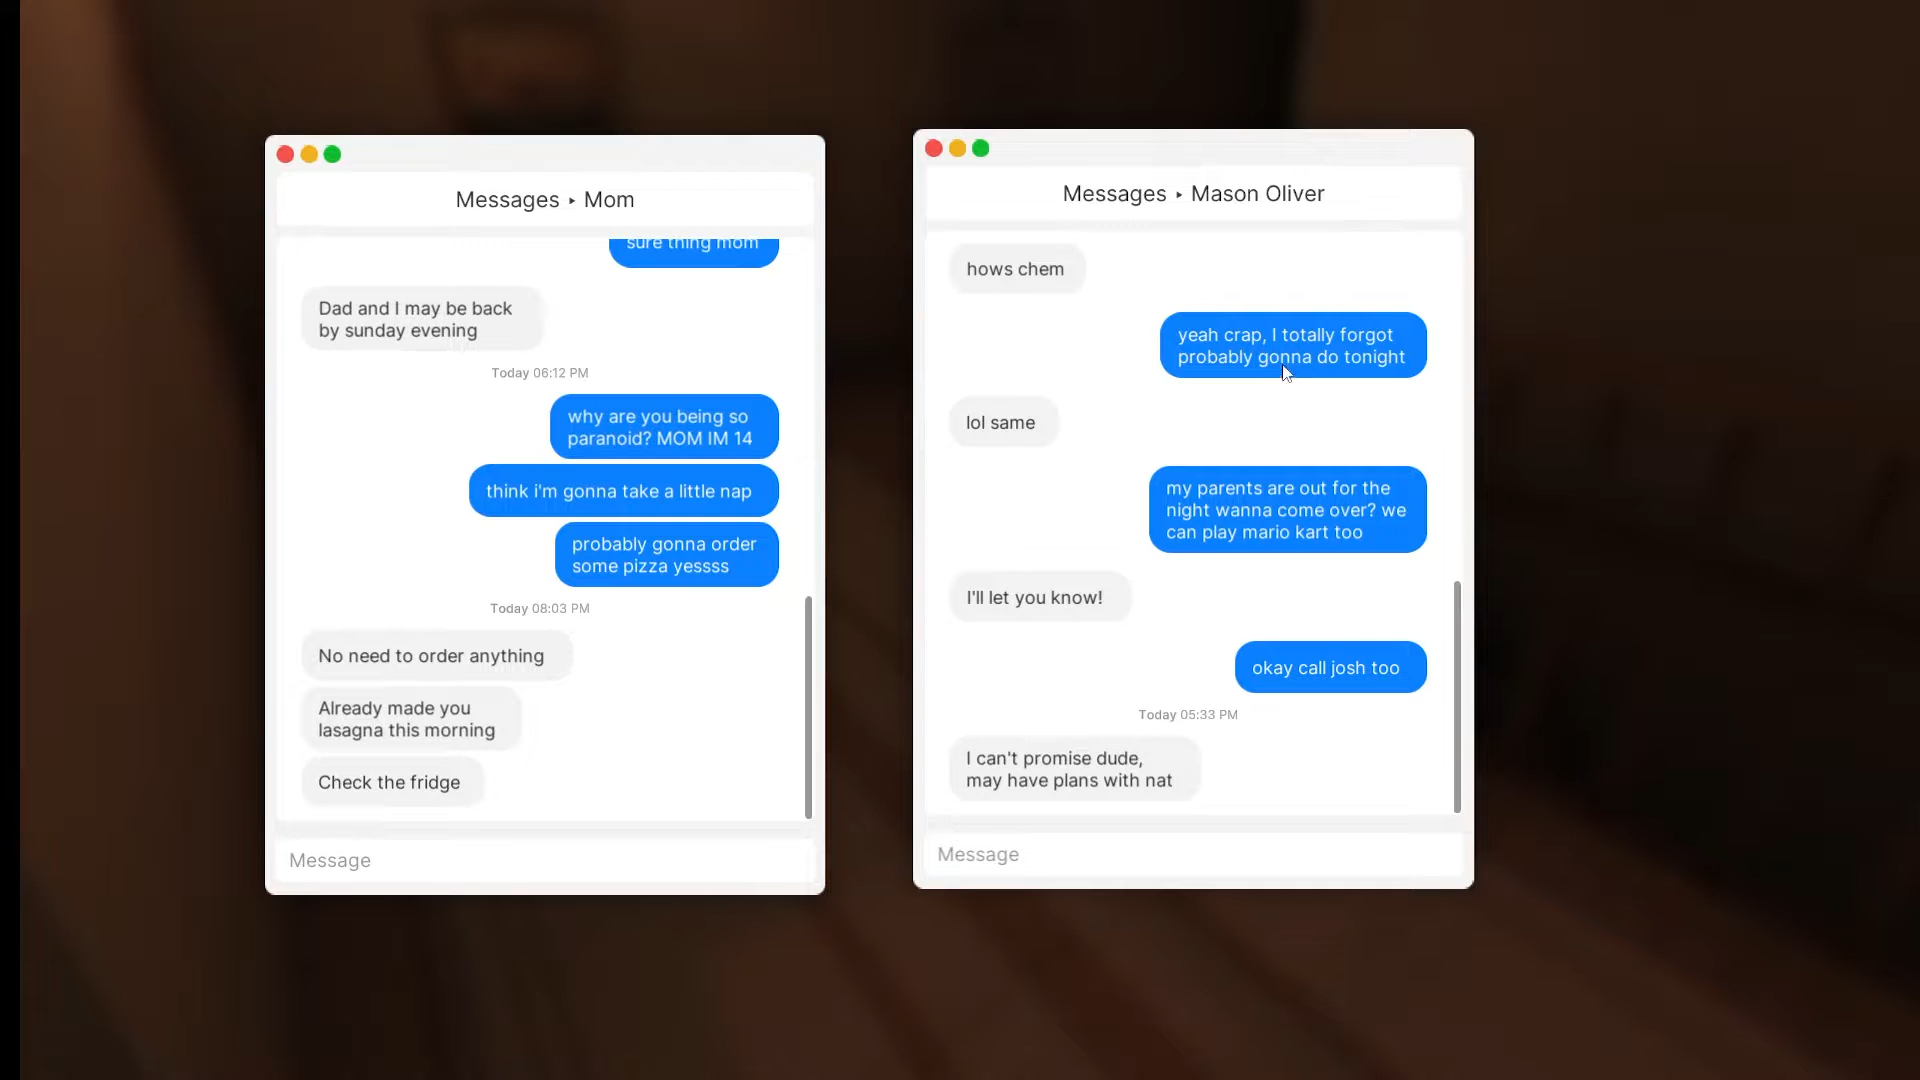 Messages ‣ Mom
sure thing mom
Dad and I may be back
by sunday evening
Today 06:12 PM
why are you being so
paranoid? MOM IM 14
think i'm gonna take a little nap
probably gonna order
some pizza yessss
Today 08:03 PM
No need to order anything
Already made you
lasagna this morning
Check the fridge
Message
Messages ‣ Mason Oliver
hows chem
yeah crap, I totally forgot
probably gonna do tonight
lol same
my parents are out for the
night wanna come over? we
can play mario kart too
I'll let you know!
okay call josh too
Today 05:33 PM
I can't promise dude,
may have plans with nat
Message